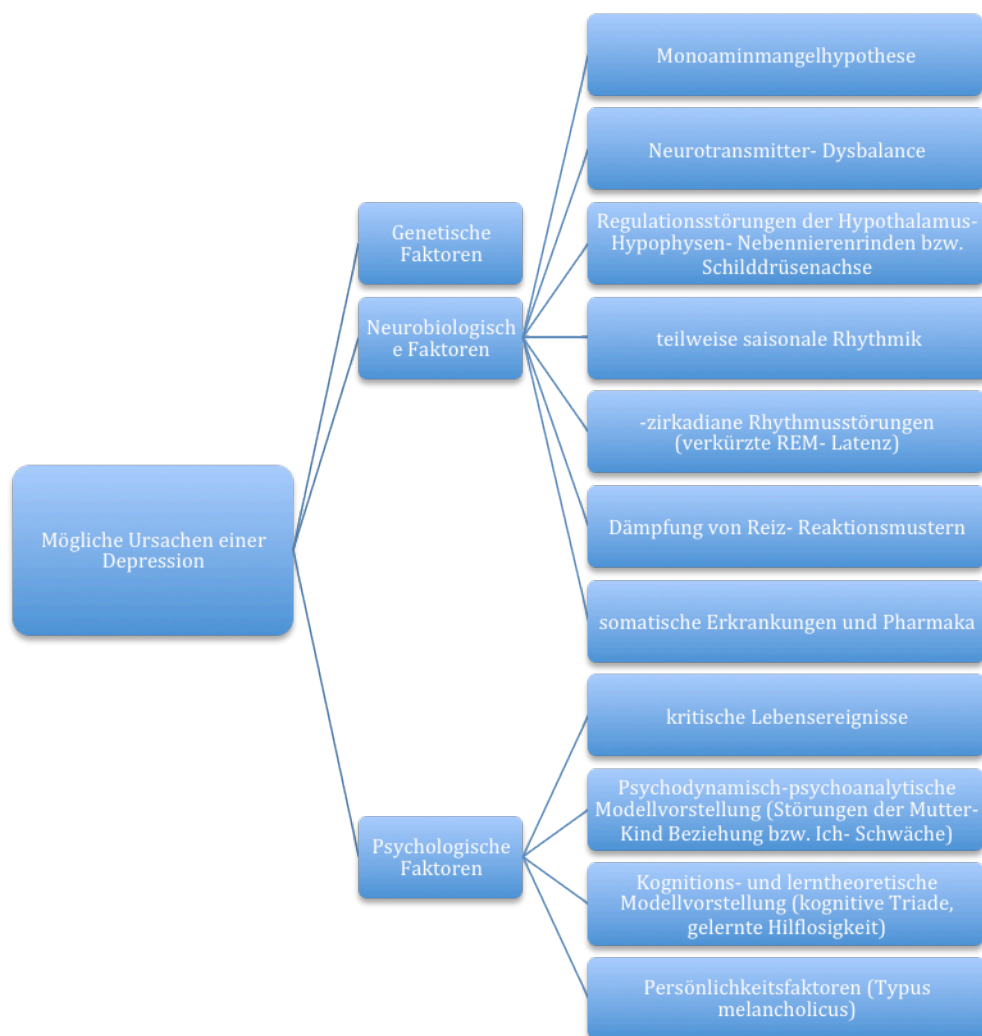 Mögliche Ursachen einer
Depression
Genetische
Faktoren
Neurobiologisch
e Faktoren
Monoaminmangelhypothese
Neurotransmitter- Dysbalance
Regulationsstörungen der Hypothalamus-
Hypophysen- Nebennierenrinden bzw.
Schilddrüsenachse
teilweise saisonale Rhythmik
-zirkadiane Rhythmusstörungen
(verkürzte REM- Latenz)
Dämpfung von Reiz- Reaktionsmustern
somatische Erkrankungen und Pharmaka
Psychologische
Faktoren
kritische Lebensereignisse
Psychodynamisch-psychoanalytische
Modellvorstellung (Störungen der Mutter-
Kind Beziehung bzw. Ich- Schwäche)
Kognitions- und lerntheoretische
Modellvorstellung (kognitive Triade,
gelernte Hilflosigkeit)
Persönlichkeitsfaktoren (Typus
melancholicus)